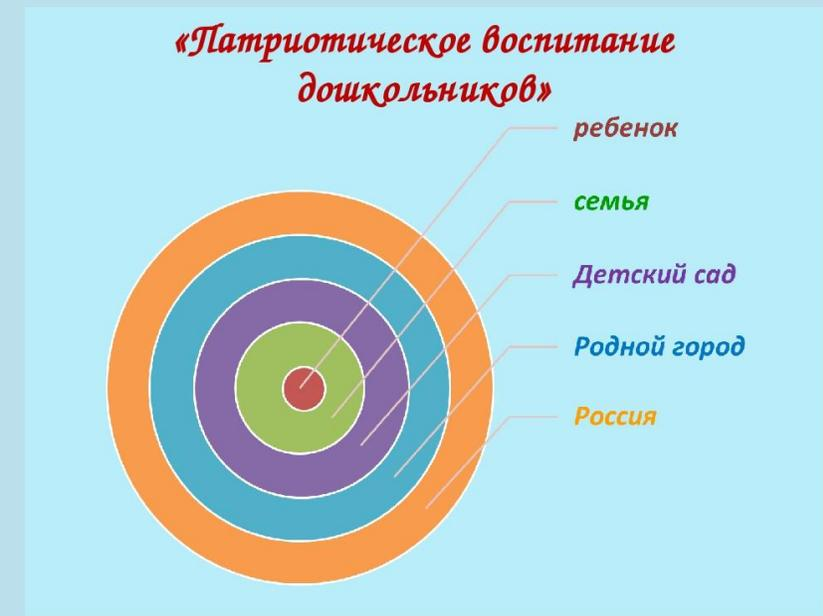 «Патриотическое воспитание
дошкольников»
ребенок
семья
Детский сад
Родной город
Россия